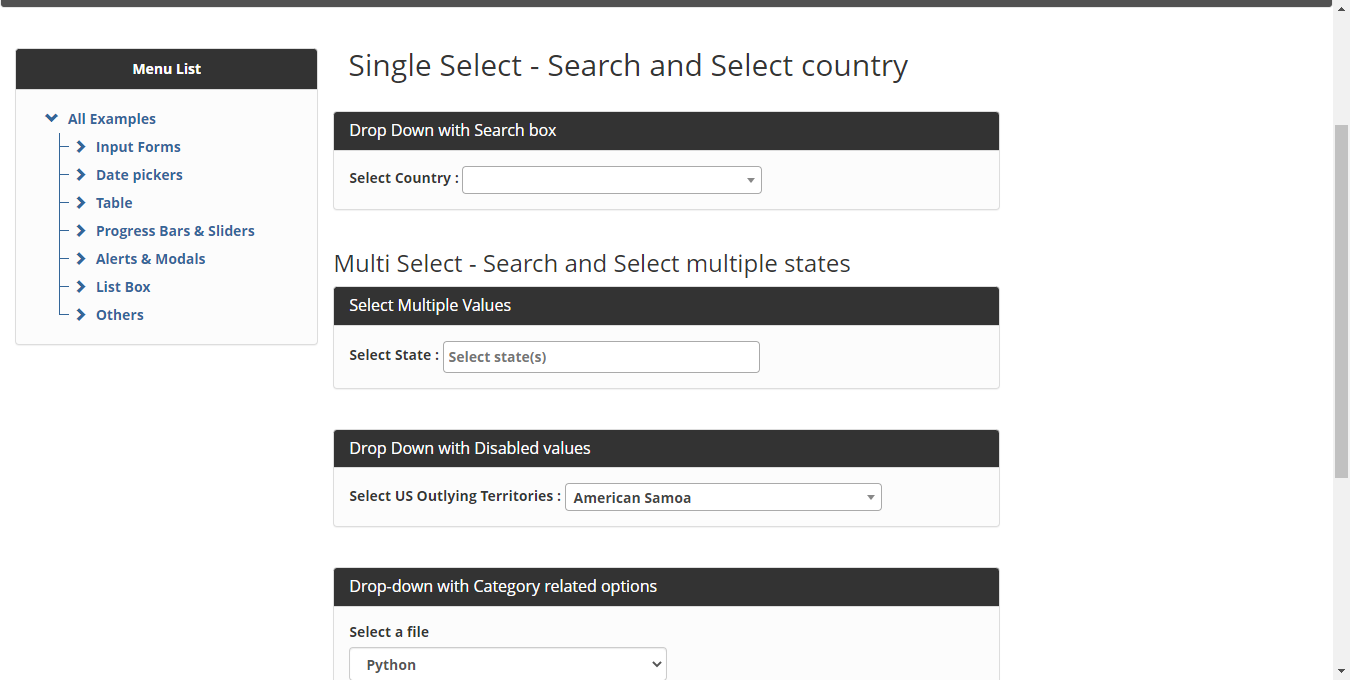 Menu List
All Examples
Input Forms
Date pickers
Table
Progress Bars & Sliders
Alerts & Modals
List Box
Others
Single Select - Search and Select country
Drop Down with Search box
Select Country :
Multi Select - Search and Select multiple states
Select Multiple Values
Select State : Select state(s)
Drop Down with Disabled values
Select US Outlying Territories : American Samoa
Drop-down with Category related options
Select a file
Python